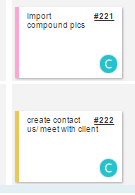 Import #221
compound pics
C
create contact #222
us/ meet with client
C